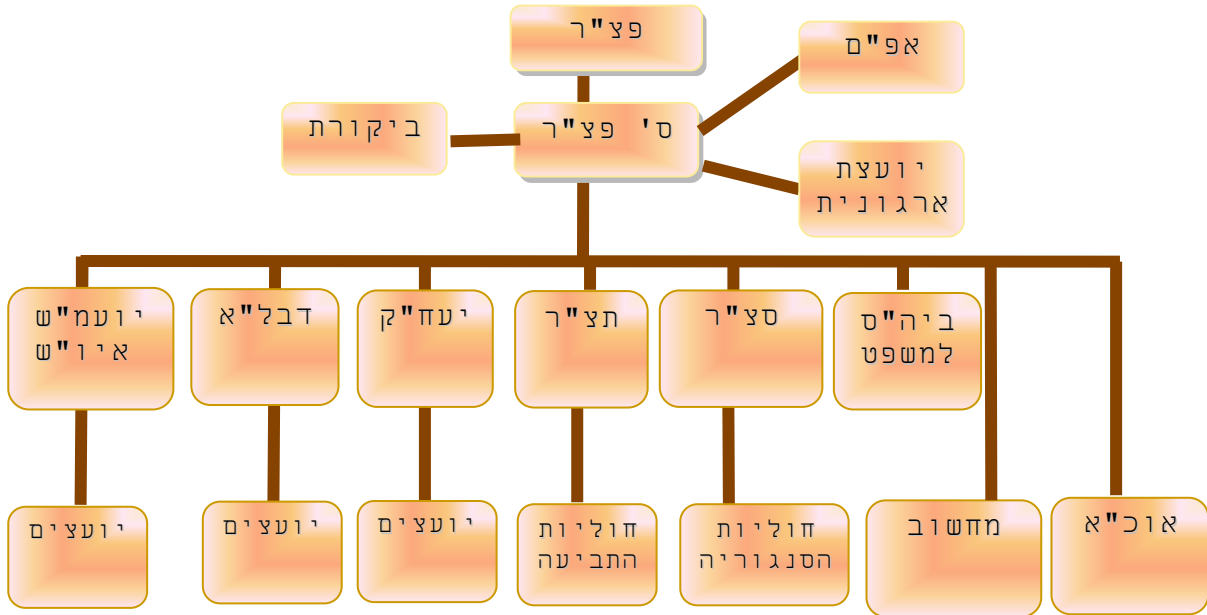 פצ"ר
אפ"ם
ביקורת
ס' פצ"ר
יועצת
ארגונית
אוכ"א
מחשוב
ביה"ס
למשפט
סצ"ר
תצ"ר
יעח"ק
דבל"א
יועמ"ש
איו"ש
חוליות
הסנגוריה
חוליות
התביעה
יועצים
יועצים
יועצים